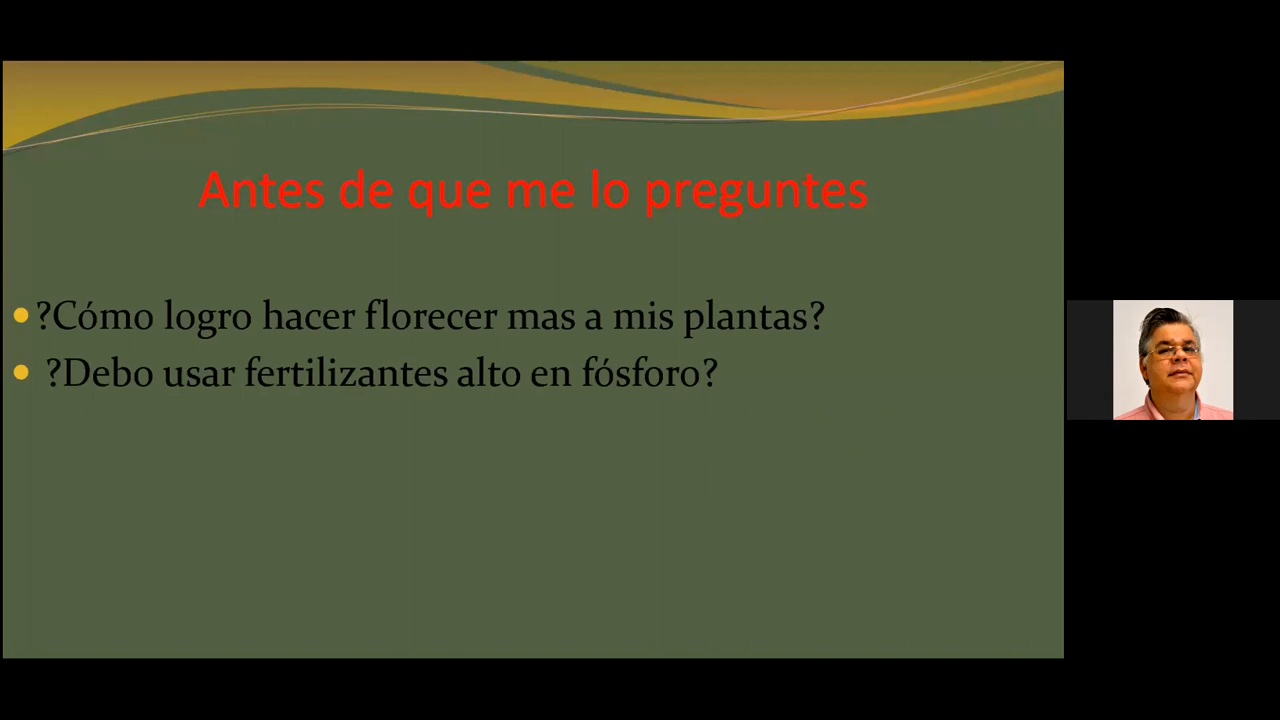 Antes de que me lo preguntes
?Cómo logro hacer florecer mas a mis plantas?
?Debo usar fertilizantes alto en fósforo?